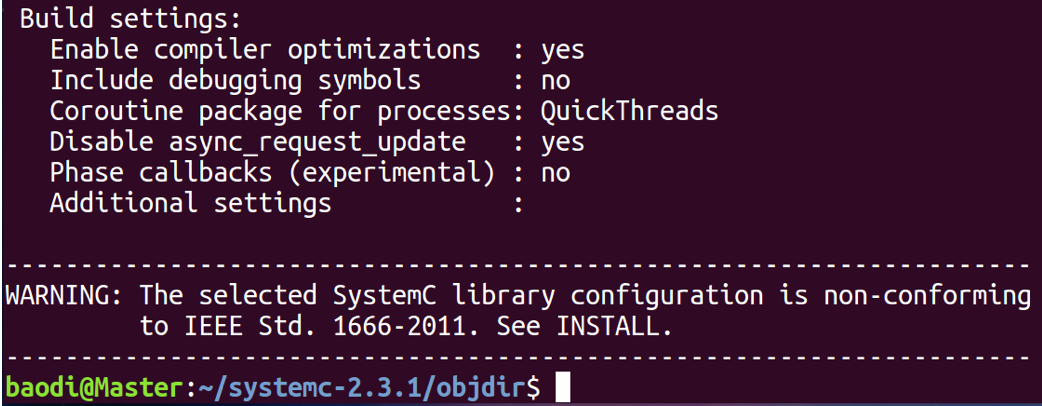 Build settings:
Enable compiler optimizations : yes
Include debugging symbols : no
Coroutine package for processes: QuickThreads
Disable async_request_update : yes
Phase callbacks (experimental) : no
Additional settings :
----------------------------------------------------------------------
WARNING: The selected SystemC library configuration is non-conforming
to IEEE Std. 1666-2011. See INSTALL.
----------------------------------------------------------------------
baodi@Master:~/systemc-2.3.1/objdir$